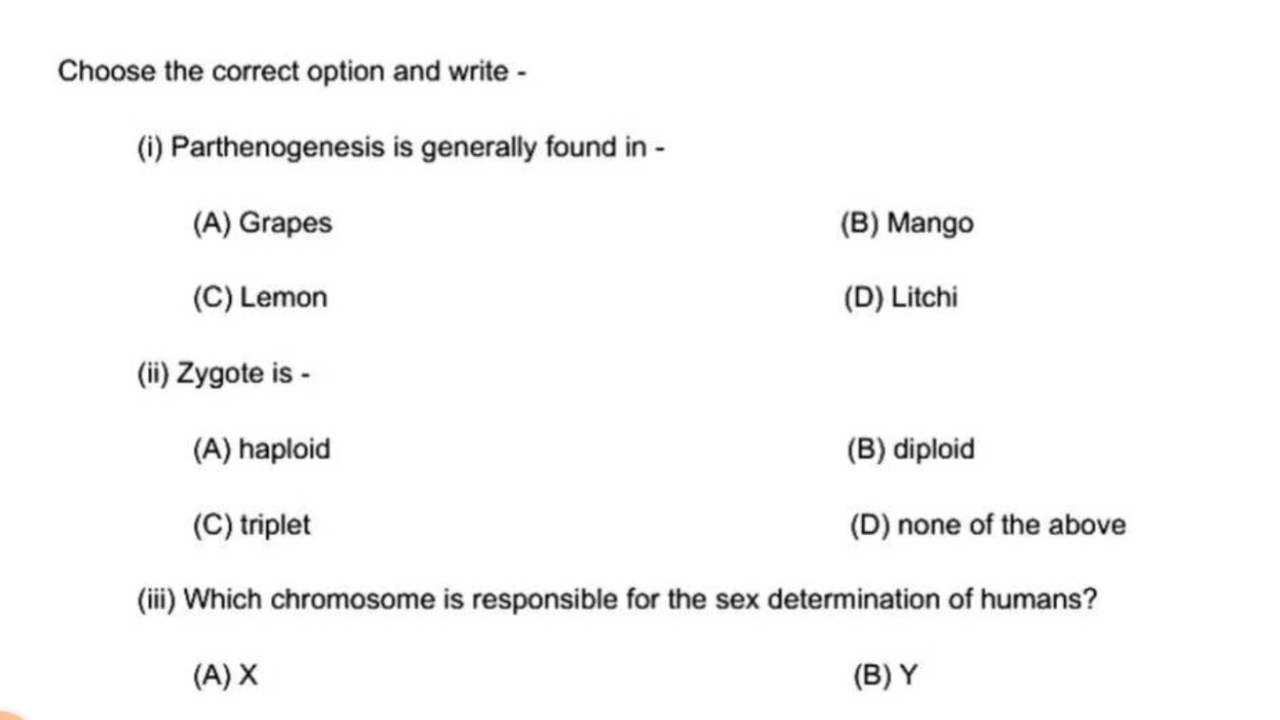 Choose the correct option and write -
(i) Parthenogenesis is generally found in -
(A) Grapes (B) Mango
(C) Lemon (D) Litchi
(ii) Zygote is -
(A) haploid (B) diploid
(C) triplet (D) none of the above
(iii) Which chromosome is responsible for the sex determination of humans?
(A) X (B) Y